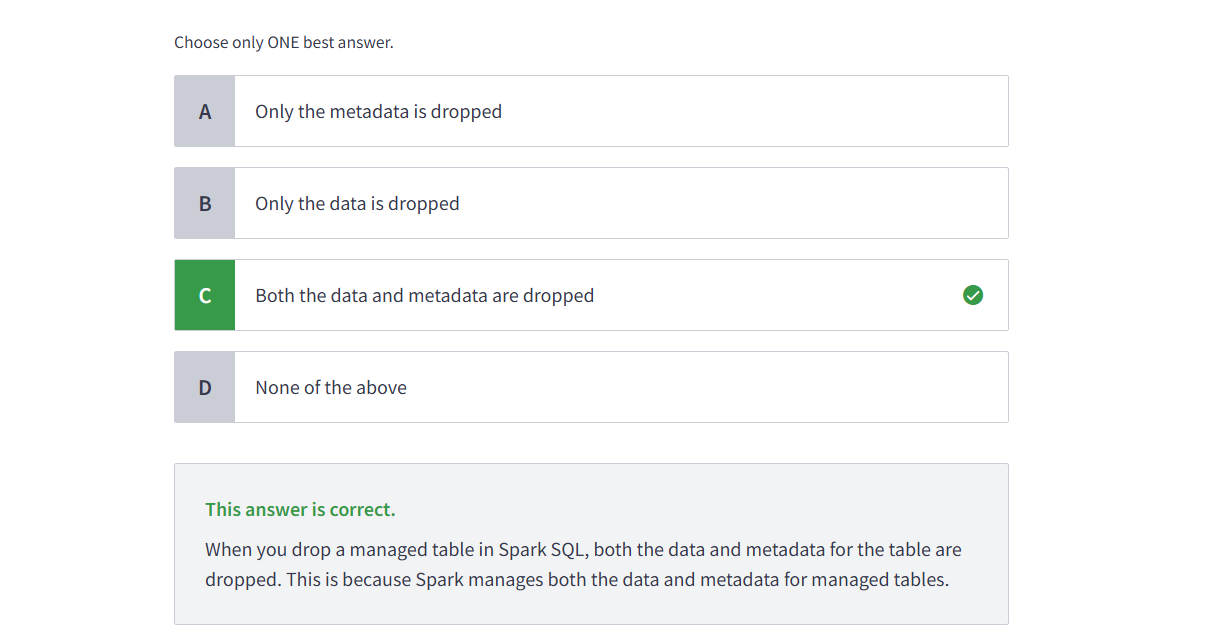 Choose only ONE best answer.
A
Only the metadata is dropped
B
Only the data is dropped
C
Both the data and metadata are dropped
D
None of the above
This answer is correct.
When you drop a managed table in Spark SQL, both the data and metadata for the table are
dropped. This is because Spark manages both the data and metadata for managed tables.